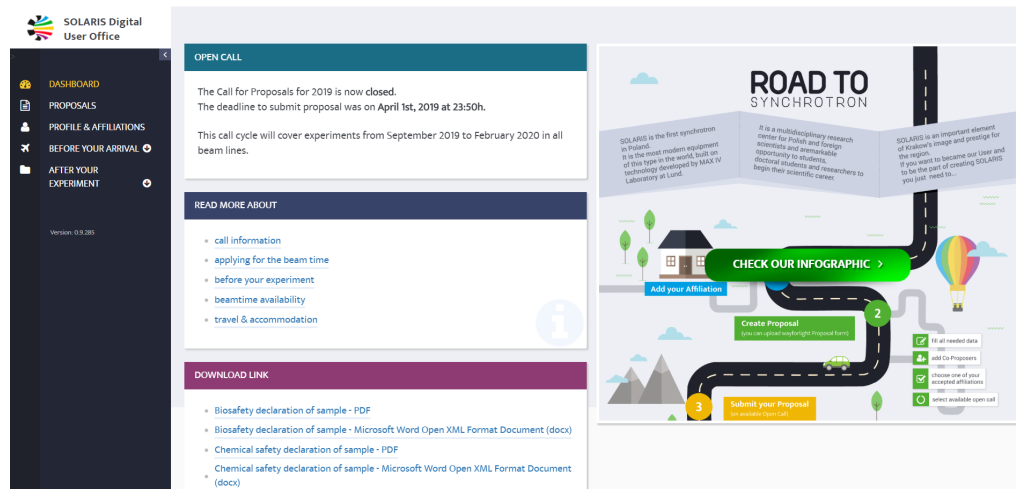 SOLARIS Digital
User Office
DASHBOARD
PROPOSALS
PROFILE & AFFILIATIONS
BEFORE YOUR ARRIVAL
AFTER YOUR
EXPERIMENT
Version: 0.9.285
OPEN CALL
The Call for Proposals for 2019 is now closed.
The deadline to submit proposal was on April 1st, 2019 at 23:50h.
This call cycle will cover experiments from September 2019 to February 2020 in all
beam lines.
READ MORE ABOUT
call information
applying for the beam time
before your experiment
beamtime availability
travel & accommodation
DOWNLOAD LINK
Biosafety declaration of sample - PDF
Biosafety declaration of sample - Microsoft Word Open XML Format Document (docx)
Chemical safety declaration of sample - PDF
Chemical safety declaration of sample - Microsoft Word Open XML Format Document
(docx)
ROAD TO
SYNCHROTRON
SOLARIS is the first synchrotron
in Poland.
It is the most modern equipment
of this type in the world, built on
technology developed by MAX IV
Laboratory at Lund.
It is a multidisciplinary research
center for Polish and foreign
scientists and aremarkable
opportunity to students,
doctoral students and researchers to
begin their scientific career.
SOLARIS is an important element
of Krakow's image and prestige for
the region.
If you want to became our User and
to be the part of creating SOLARIS
you just need to...
CHECK OUR INFOGRAPHIC >
Add your Affiliation
2
Create Proposal
(you can upload wayforlight Proposal form)
fill all needed data
add Co-Proposers
choose one of your
accepted affiliations
select available open call
3
Submit your Proposal
(on available Open Call)